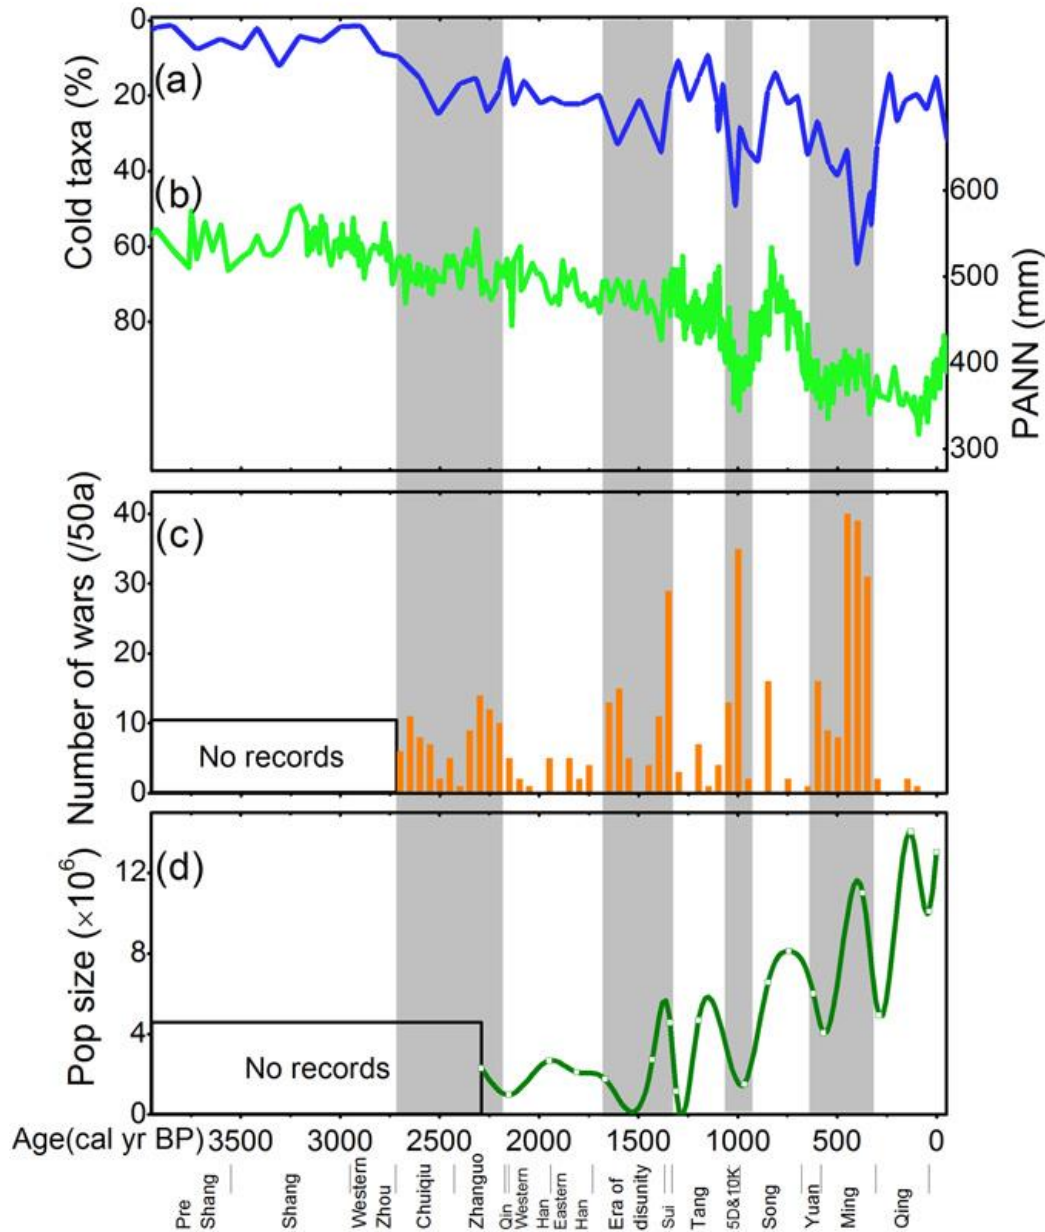 0
20
40
60
80
Cold taxa (%)
(a)
(b)
600
500
400
300
PANN (mm)
40
30
20
10
0
Number of wars (/50a)
(c)
No records
12
8
4
0
Pop size (×10⁶)
(d)
No records
Age(cal yr BP) 3500 3000 2500 2000 1500 1000 500 0
Pre
Shang
Shang
Western
Zhou
Chuiqiu
Zhanguo
Qin
Western
Han
Eastern
Han
Era of
disunity
Sui
Tang
5D&10K
Song
Yuan
Ming
Qing